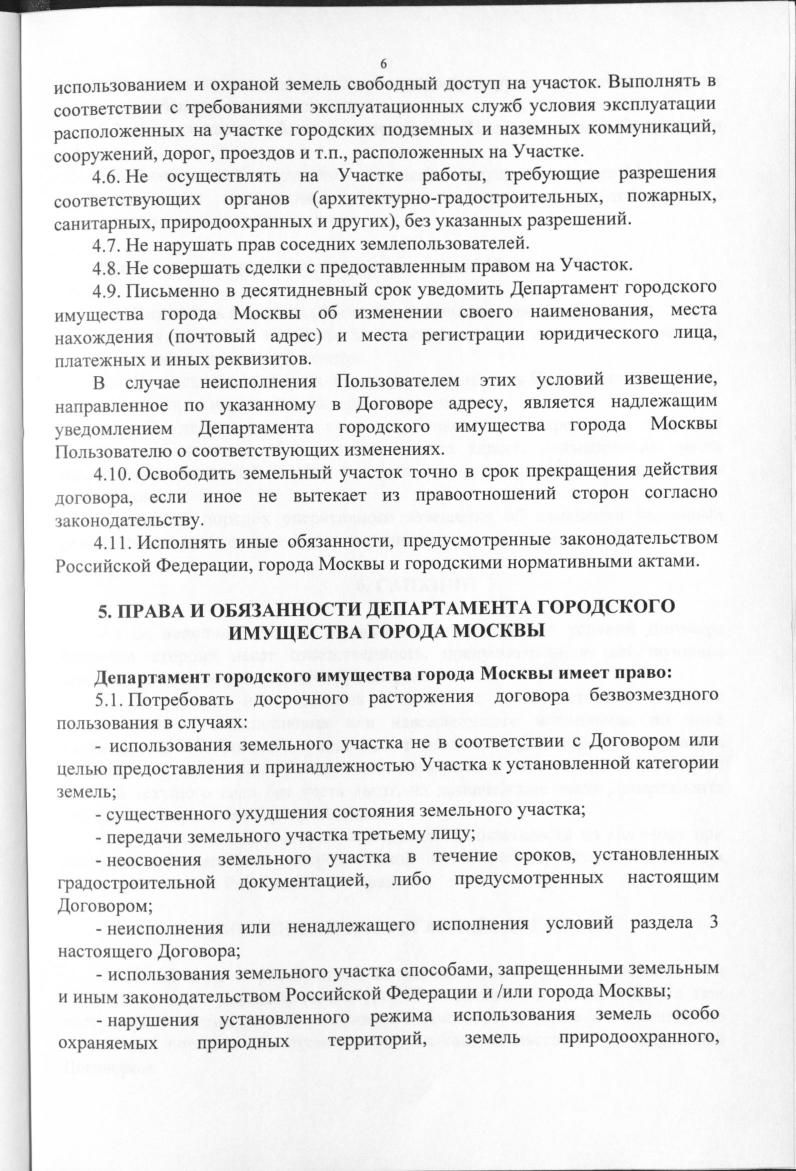 6
использованием и охраной земель свободный доступ на участок. Выполнять в
соответствии с требованиями эксплуатационных служб условия эксплуатации
расположенных на участке городских подземных и наземных коммуникаций,
сооружений, дорог, проездов и т.п., расположенных на Участке.
4.6. Не осуществлять на Участке работы, требующие разрешения
соответствующих органов (архитектурно-градостроительных, пожарных,
санитарных, природоохранных и других), без указанных разрешений.
4.7. Не нарушать прав соседних землепользователей.
4.8. Не совершать сделки с предоставленным правом на Участок.
4.9. Письменно в десятидневный срок уведомить Департамент городского
имущества города Москвы об изменении своего наименования, места
нахождения (почтовый адрес) и места регистрации юридического лица,
платежных и иных реквизитов.
В случае неисполнения Пользователем этих условий извещение,
направленное по указанному в Договоре адресу, является надлежащим
уведомлением Департамента городского имущества города Москвы
Пользователю о соответствующих изменениях.
4.10. Освободить земельный участок точно в срок прекращения действия
договора, если иное не вытекает из правоотношений сторон согласно
законодательству.
4.11. Исполнять иные обязанности, предусмотренные законодательством
Российской Федерации, города Москвы и городскими нормативными актами.
5. ПРАВА И ОБЯЗАННОСТИ ДЕПАРТАМЕНТА ГОРОДСКОГО
ИМУЩЕСТВА ГОРОДА МОСКВЫ
Департамент городского имущества города Москвы имеет право:
5.1. Потребовать досрочного расторжения договора безвозмездного
пользования в случаях:
- использования земельного участка не в соответствии с Договором или
целью предоставления и принадлежностью Участка к установленной категории
земель;
- существенного ухудшения состояния земельного участка;
- передачи земельного участка третьему лицу;
- неосвоения земельного участка в течение сроков, установленных
градостроительной документацией, либо предусмотренных настоящим
Договором;
- неисполнения или ненадлежащего исполнения условий раздела 3
настоящего Договора;
- использования земельного участка способами, запрещенными земельным
и иным законодательством Российской Федерации и /или города Москвы;
- нарушения установленного режима использования земель особо
охраняемых природных территорий, земель природоохранного,